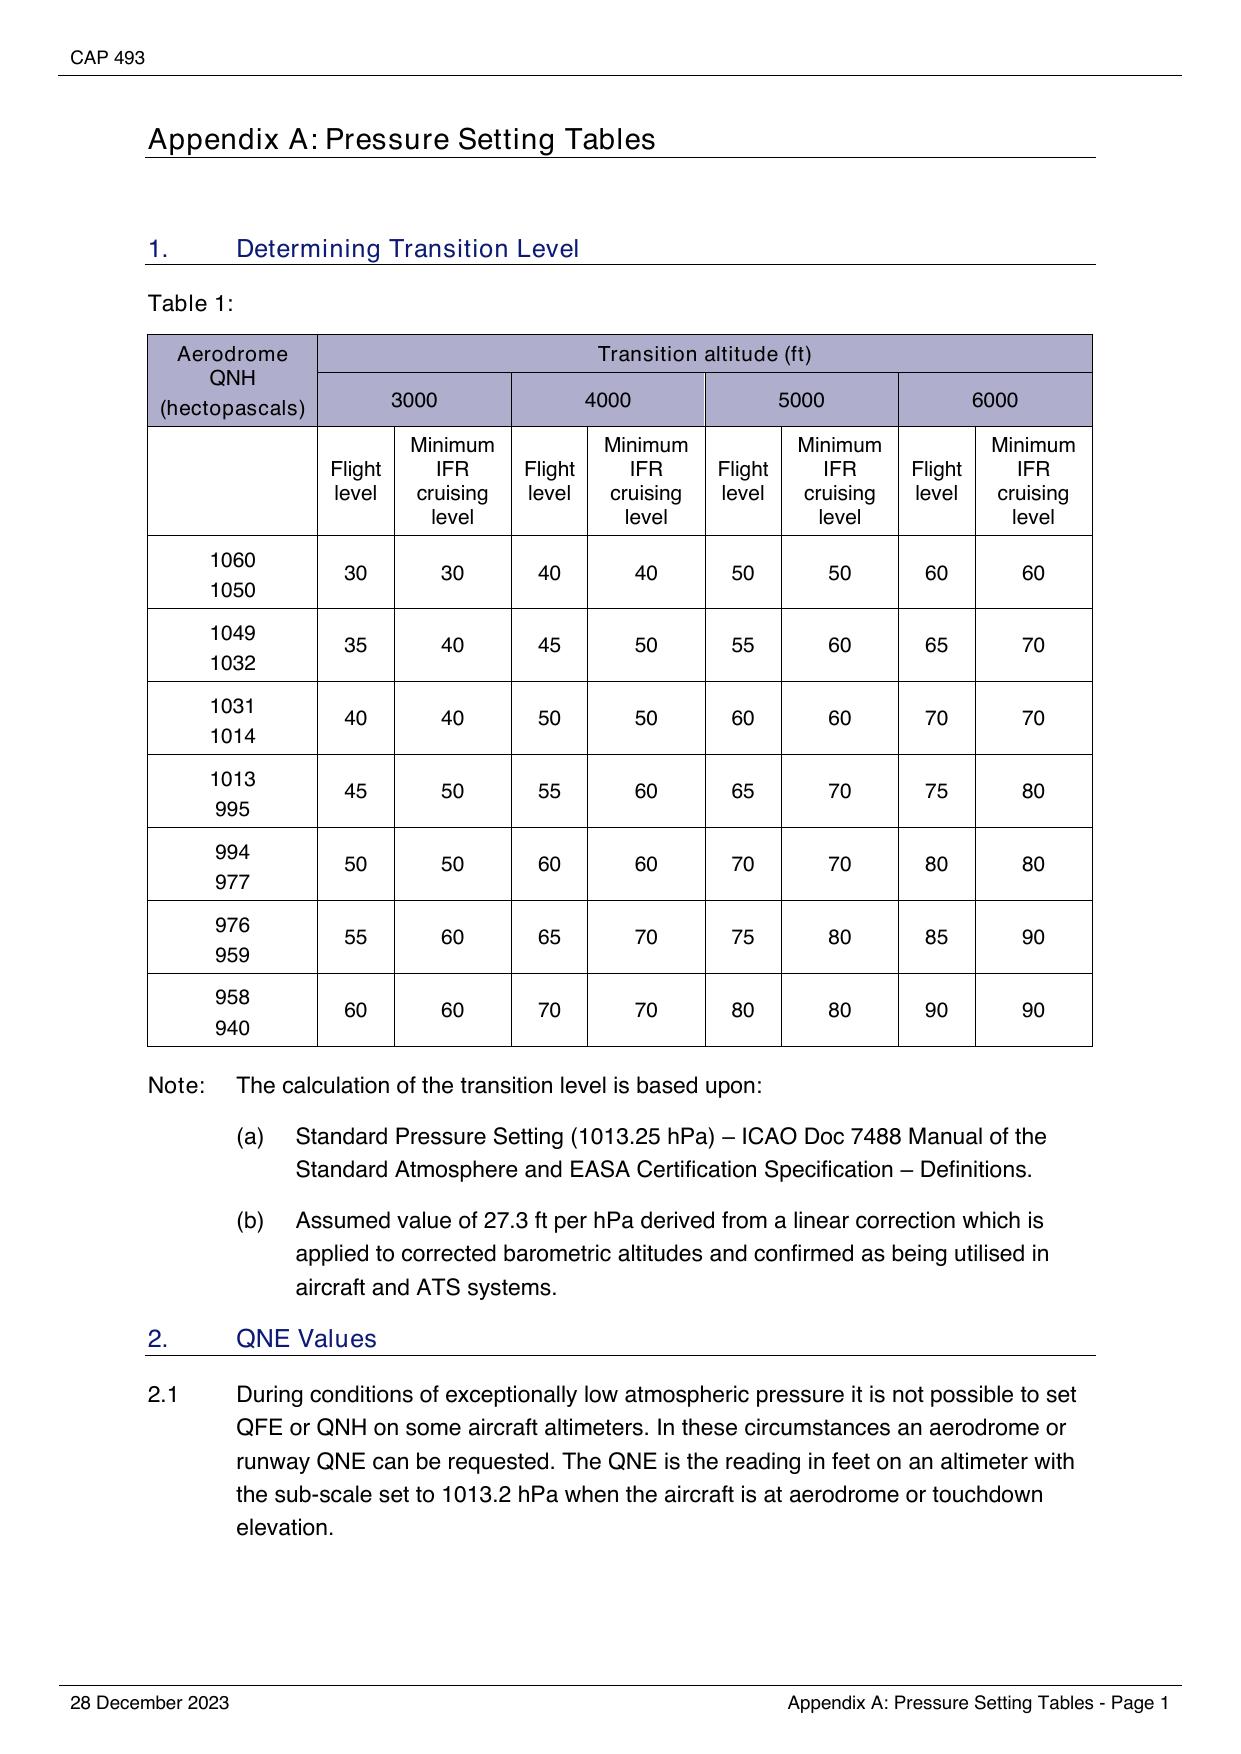 CAP 493
Appendix A: Pressure Setting Tables
1. Determining Transition Level
Table 1:
Aerodrome QNH (hectopascals) Transition altitude (ft)
3000 4000 5000 6000
Flight level Minimum IFR cruising level Flight level Minimum IFR cruising level Flight level Minimum IFR cruising level Flight level Minimum IFR cruising level
1060 1050 30 30 40 40 50 50 60 60
1049 1032 35 40 45 50 55 60 65 70
1031 1014 40 40 50 50 60 60 70 70
1013 995 45 50 55 60 65 70 75 80
994 977 50 50 60 60 70 70 80 80
976 959 55 60 65 70 75 80 85 90
958 940 60 60 70 70 80 80 90 90
Note: The calculation of the transition level is based upon:
(a) Standard Pressure Setting (1013.25 hPa) – ICAO Doc 7488 Manual of the
Standard Atmosphere and EASA Certification Specification – Definitions.
(b) Assumed value of 27.3 ft per hPa derived from a linear correction which is
applied to corrected barometric altitudes and confirmed as being utilised in
aircraft and ATS systems.
2. QNE Values
2.1 During conditions of exceptionally low atmospheric pressure it is not possible to set
QFE or QNH on some aircraft altimeters. In these circumstances an aerodrome or
runway QNE can be requested. The QNE is the reading in feet on an altimeter with
the sub-scale set to 1013.2 hPa when the aircraft is at aerodrome or touchdown
elevation.
28 December 2023 Appendix A: Pressure Setting Tables - Page 1